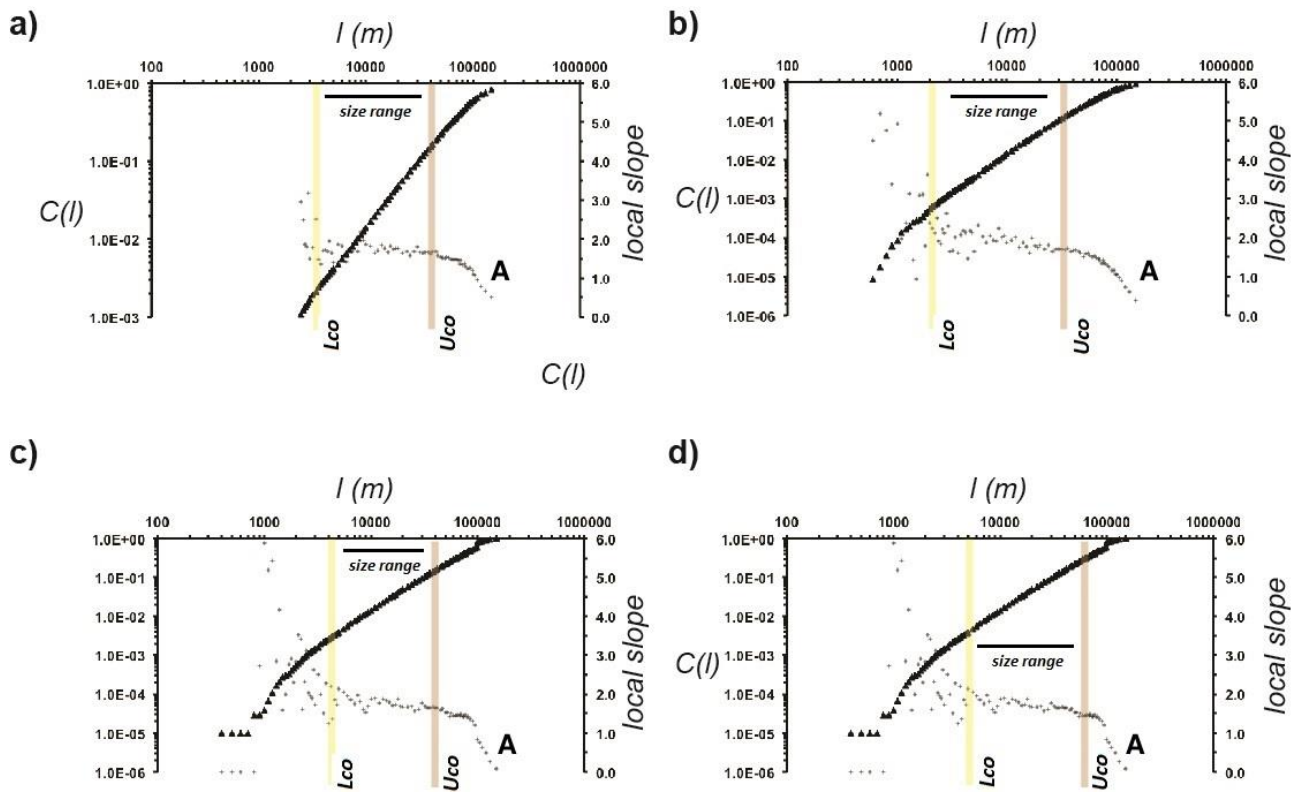 a)
l (m)
100 1000 10000 100000 1000000
1.0E+00
1.0E-01
1.0E-02
1.0E-03
C(l)
size range
6.0
5.0
4.0
3.0
2.0
1.0
0.0
local slope
A
Lco
Uco
C(l)
b)
l (m)
100 1000 10000 100000 1000000
1.0E+00
1.0E-01
1.0E-02
1.0E-03
1.0E-04
1.0E-05
1.0E-06
C(l)
size range
6.0
5.0
4.0
3.0
2.0
1.0
0.0
local slope
A
Lco
Uco
c)
l (m)
100 1000 10000 100000 1000000
1.0E+00
1.0E-01
1.0E-02
1.0E-03
1.0E-04
1.0E-05
1.0E-06
size range
6.0
5.0
4.0
3.0
2.0
1.0
0.0
local slope
A
Lco
Uco
d)
l (m)
100 1000 10000 100000 1000000
1.0E+00
1.0E-01
1.0E-02
1.0E-03
1.0E-04
1.0E-05
1.0E-06
C(l)
size range
6.0
5.0
4.0
3.0
2.0
1.0
0.0
local slope
A
Lco
Uco